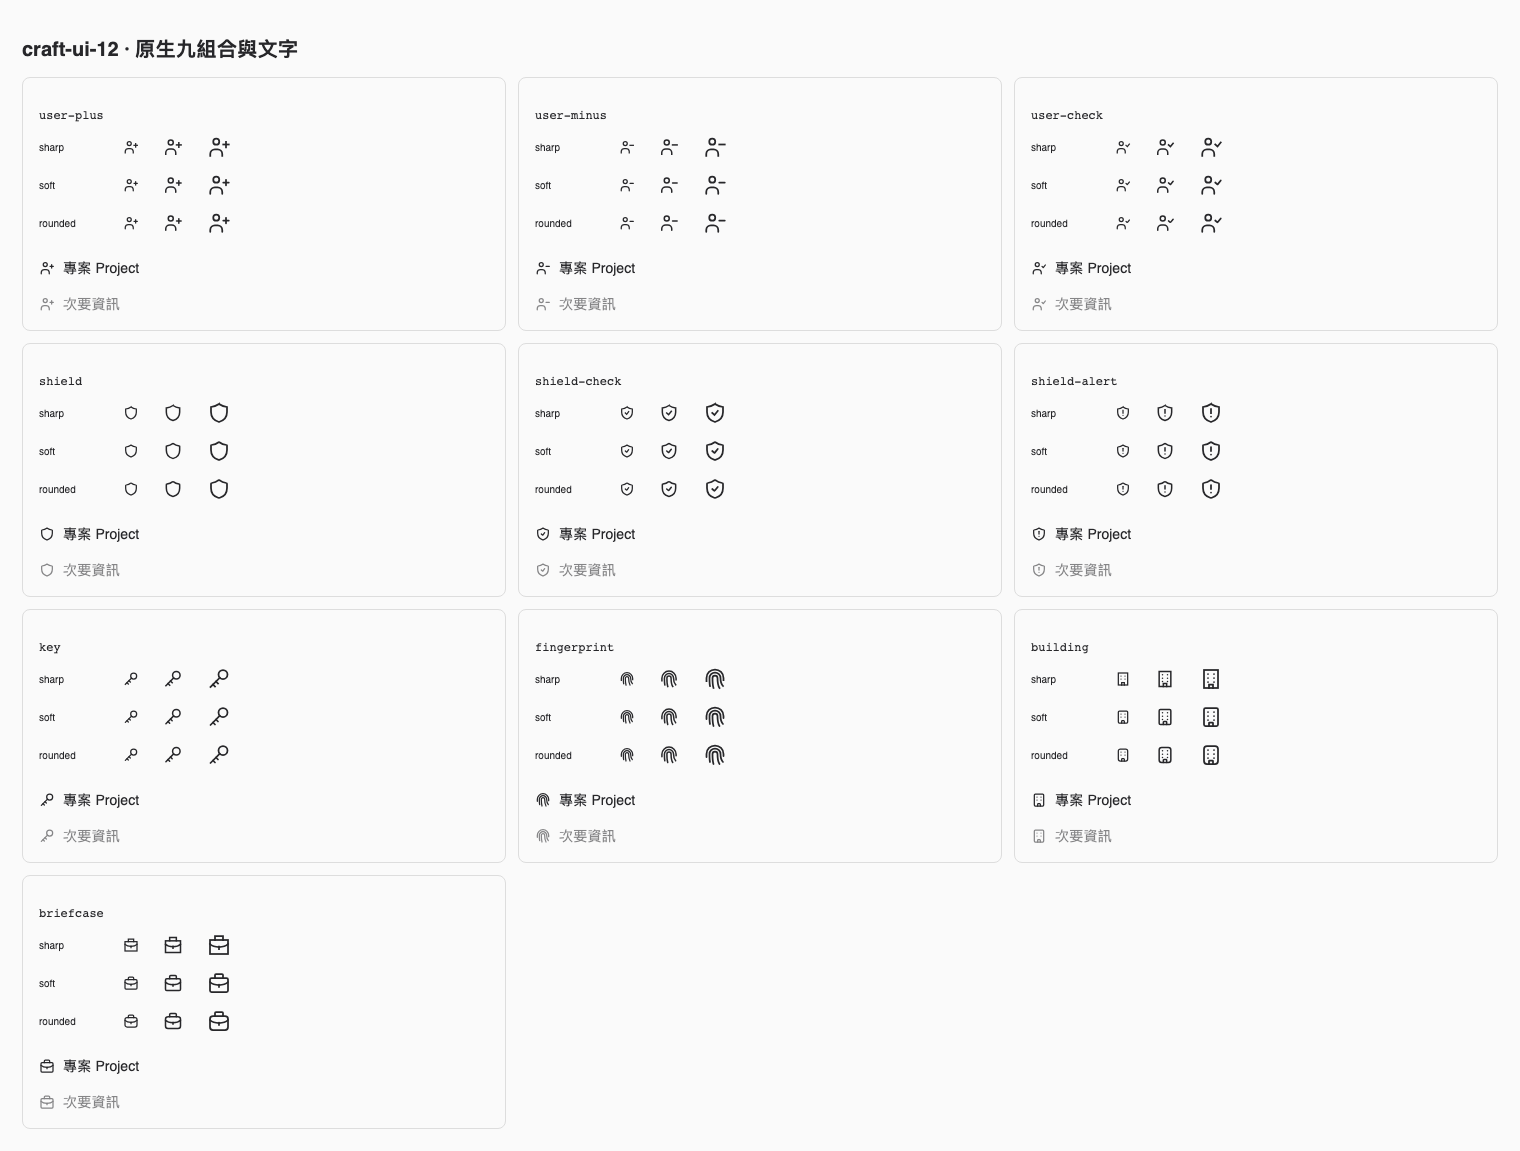 craft-ui-12 · 原生九組合與文字
user-plus
sharp
soft
rounded
專案 Project
次要資訊
user-minus
sharp
soft
rounded
專案 Project
次要資訊
user-check
sharp
soft
rounded
專案 Project
次要資訊
shield
sharp
soft
rounded
專案 Project
次要資訊
shield-check
sharp
soft
rounded
專案 Project
次要資訊
shield-alert
sharp
soft
rounded
專案 Project
次要資訊
key
sharp
soft
rounded
專案 Project
次要資訊
fingerprint
sharp
soft
rounded
專案 Project
次要資訊
building
sharp
soft
rounded
專案 Project
次要資訊
briefcase
sharp
soft
rounded
專案 Project
次要資訊